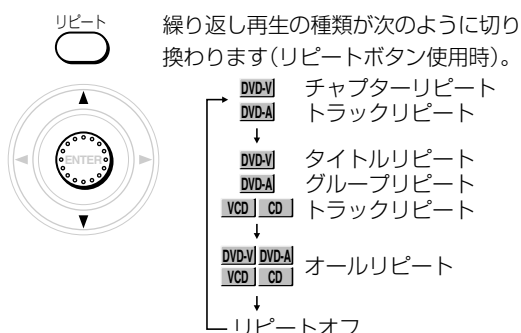 リピート
繰り返し再生の種類が次のように切り
換わります(リピートボタン使用時)。
ENTER
DVD-V チャプターリピート
DVD-A トラックリピート
DVD-V タイトルリピート
DVD-A グループリピート
VCD CD トラックリピート
DVD-V DVD-A
オールリピート
VCD CD
リピートオフ